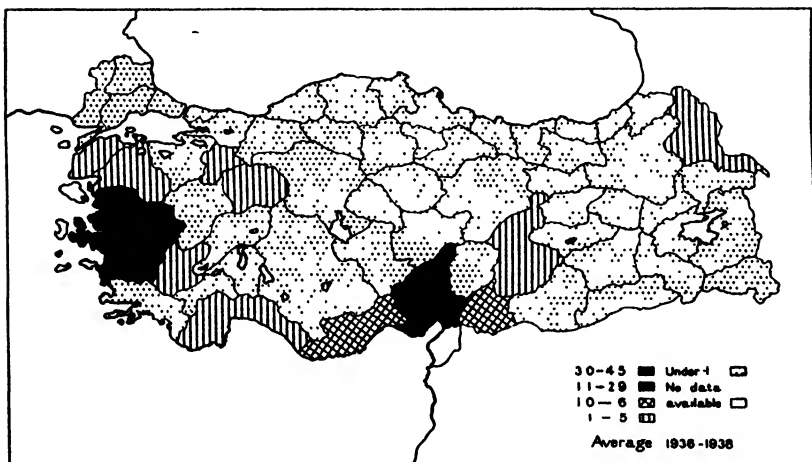 30-45 Under-1
11-29 No data
10-6 available
1-5
Average 1936-1938